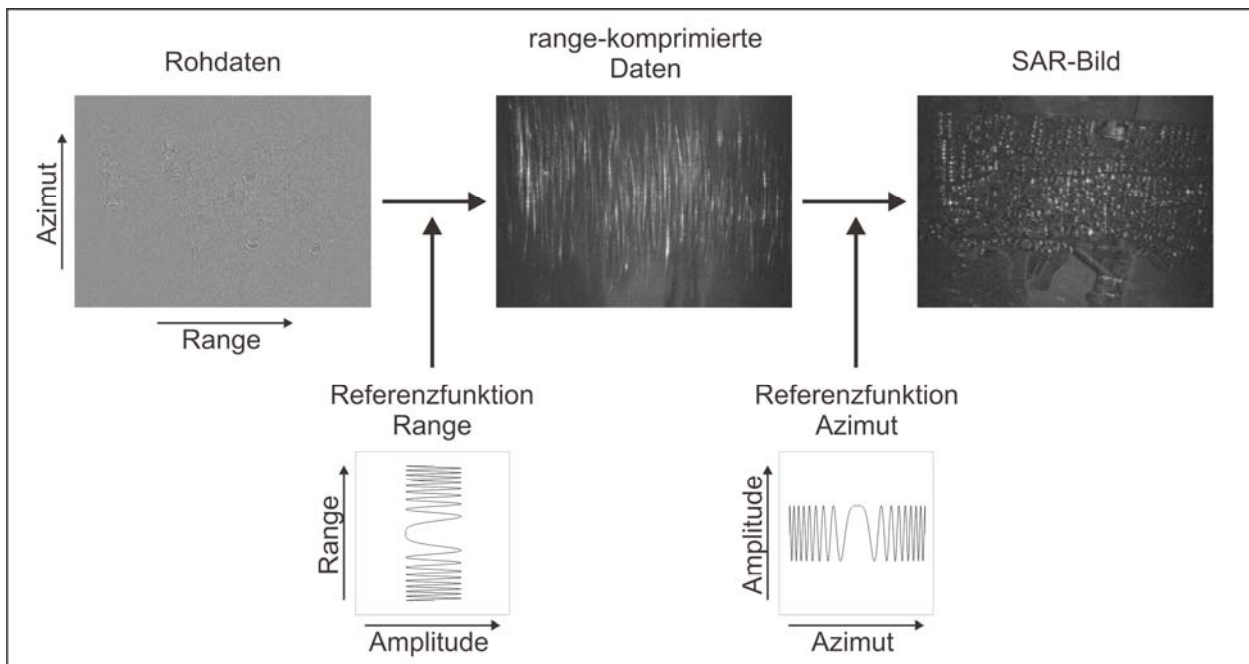 Rohdaten
range-komprimierte
Daten
SAR-Bild
Azimut
Range
Referenzfunktion
Range
Referenzfunktion
Azimut
Range
Amplitude
Amplitude
Azimut